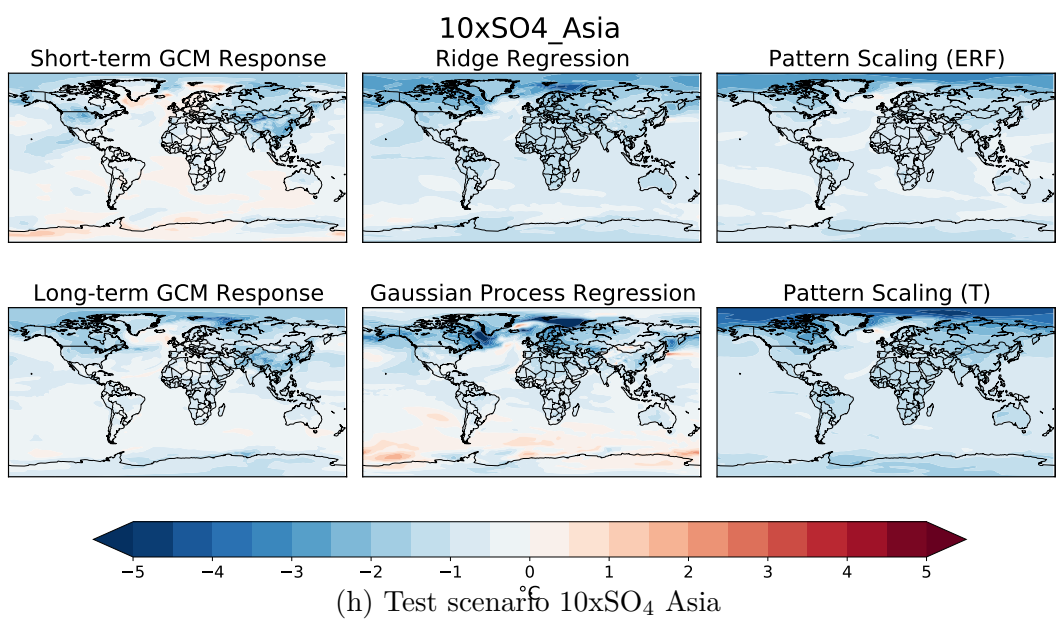 10xSO4_Asia
Short-term GCM Response
Ridge Regression
Pattern Scaling (ERF)
Long-term GCM Response
Gaussian Process Regression
Pattern Scaling (T)
−5 −4 −3 −2 −1 0 1 2 3 4 5
°C
(h) Test scenario 10xSO₄ Asia